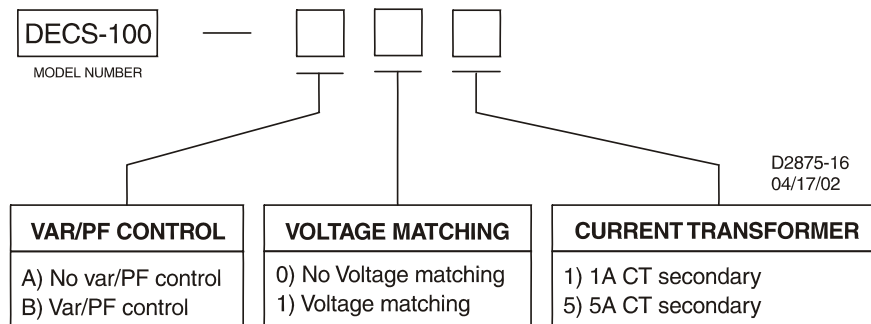 DECS-100
MODEL NUMBER
D2875-16
04/17/02
VAR/PF CONTROL
A) No var/PF control
B) Var/PF control
VOLTAGE MATCHING
0) No Voltage matching
1) Voltage matching
CURRENT TRANSFORMER
1) 1A CT secondary
5) 5A CT secondary